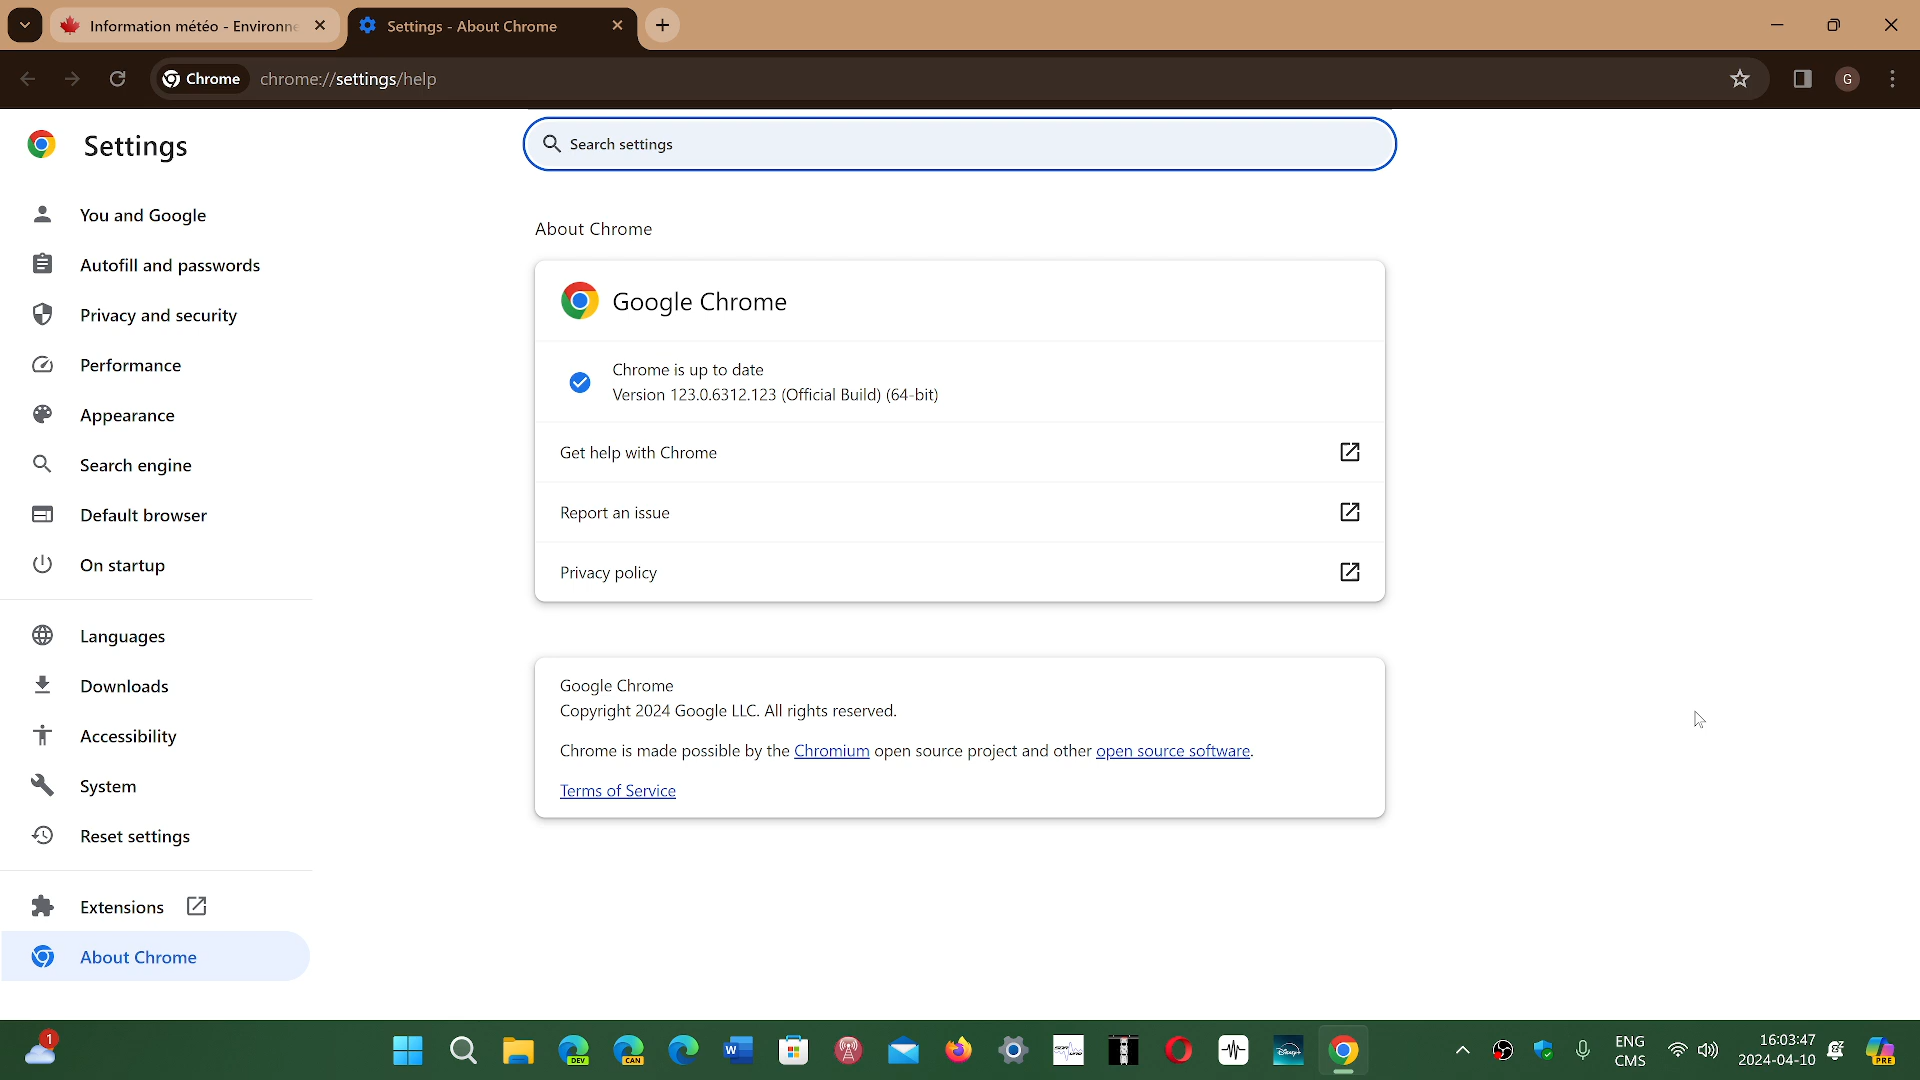 Information météo - Environne
Settings - About Chrome
Chrome
chrome://settings/help
G
Settings
Search settings
You and Google
Autofill and passwords
Privacy and security
Performance
Appearance
Search engine
Default browser
On startup
Languages
Downloads
Accessibility
System
Reset settings
Extensions
About Chrome
About Chrome
Google Chrome
Chrome is up to date
Version 123.0.6312.123 (Official Build) (64-bit)
Get help with Chrome
Report an issue
Privacy policy
Google Chrome
Copyright 2024 Google LLC. All rights reserved.
Chrome is made possible by the Chromium open source project and other open source software.
Terms of Service
1
DEV
CAN
W
Disney+
ENG
CMS
16:03:47
2024-04-10
PRE